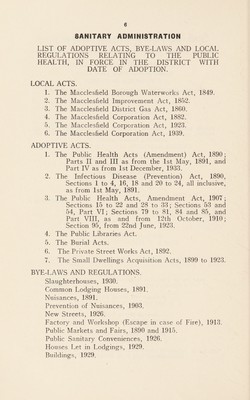 6
SANITARY ADMINISTRATION
LIST OF ADOPTIVE ACTS, BYE-LAWS AND LOCAL
REGULATIONS RELATING TO THE PUBLIC
HEALTH, IN FORCE IN THE DISTRICT WITH
DATE OF ADOPTION.
LOCAL ACTS.
1. The Macclesfield Borough Waterworks Act, 1849.
2. The Macclesfield Improvement Act, 1852.
3. The Macclesfield District Gas Act, 1860.
4. The Macclesfield Corporation Act, 1882.
5. The Macclesfield Corporation Act, 1923.
6. The Macclesfield Corporation Act, 1939.
ADOPTIVE ACTS.
1. The Public Health Acts (Amendment) Act, 1890;
Parts II and III as from the 1st May, 1891, and
Part IV as from 1st December, 1933.
2. The Infectious Disease (Prevention) Act, 1890,
Sections 1 to 4, 16, 18 and 20 to 24, all inclusive,
as from 1st May, 1891.
3. The Public Health Acts, Amendment Act, 1907;
Sections 15 to 22 and 28 to 33; Sections 53 and
54, Part VI; Sections 79 to 81, 84 and 85, and
Part VIII, as and from 12th October, 1910;
Section 95, from 22nd June, 1923.
4. The Public Libraries Act.
5. The Burial Acts.
6. The Private Street Works Act, 1892.
7. The Small Dwellings Acquisition Acts, 1899 to 1923.
BYE-LAWS AND REGULATIONS.
Slaughterhouses, 1930.
Common Lodging Houses, 1891.
Nuisances, 1891.
Prevention of Nuisances, 1903.
New Streets, 1926.
Factory and Workshop (Escape in case of Fire), 1913.
Public Markets and Fairs, 1890 and 1915.
Public Sanitary Conveniences, 1926.
Houses Let in Lodgings, 1929.
Buildings, 1929.